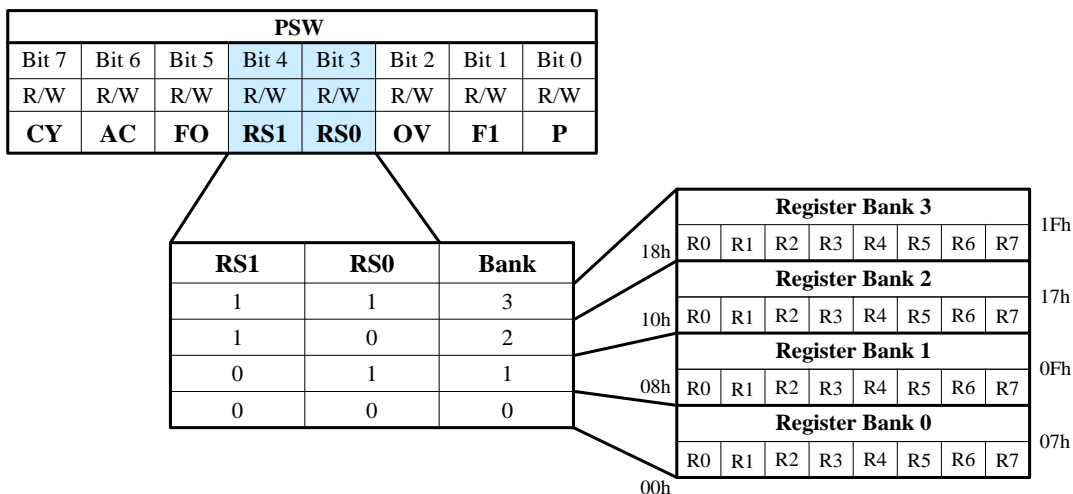 PSW
Bit 7 Bit 6 Bit 5 Bit 4 Bit 3 Bit 2 Bit 1 Bit 0
R/W R/W R/W R/W R/W R/W R/W R/W
CY AC FO RS1 RS0 OV F1 P
RS1 RS0 Bank
1 1 3
1 0 2
0 1 1
0 0 0
Register Bank 3
1Fh
18h R0 R1 R2 R3 R4 R5 R6 R7
Register Bank 2
17h
10h R0 R1 R2 R3 R4 R5 R6 R7
Register Bank 1
0Fh
08h R0 R1 R2 R3 R4 R5 R6 R7
Register Bank 0
07h
R0 R1 R2 R3 R4 R5 R6 R7
00h